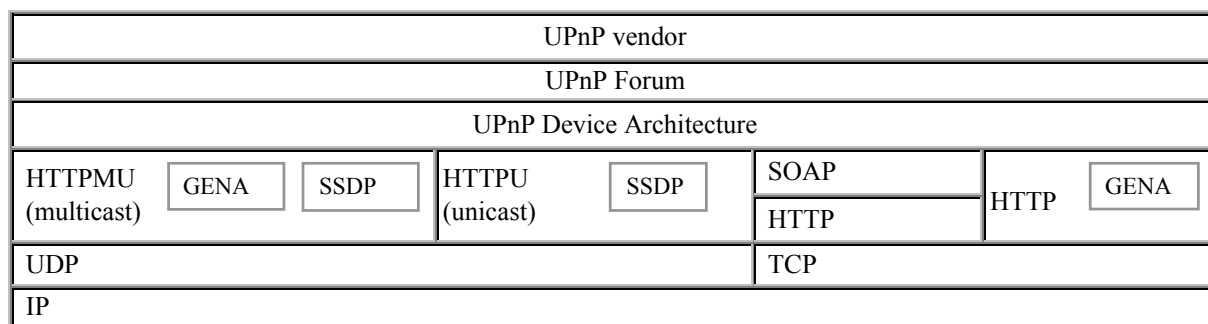 UPnP vendor
UPnP Forum
UPnP Device Architecture
HTTPMU
(multicast)
GENA
SSDP
HTTPU
(unicast)
SSDP
SOAP
HTTP
HTTP
GENA
UDP
TCP
IP